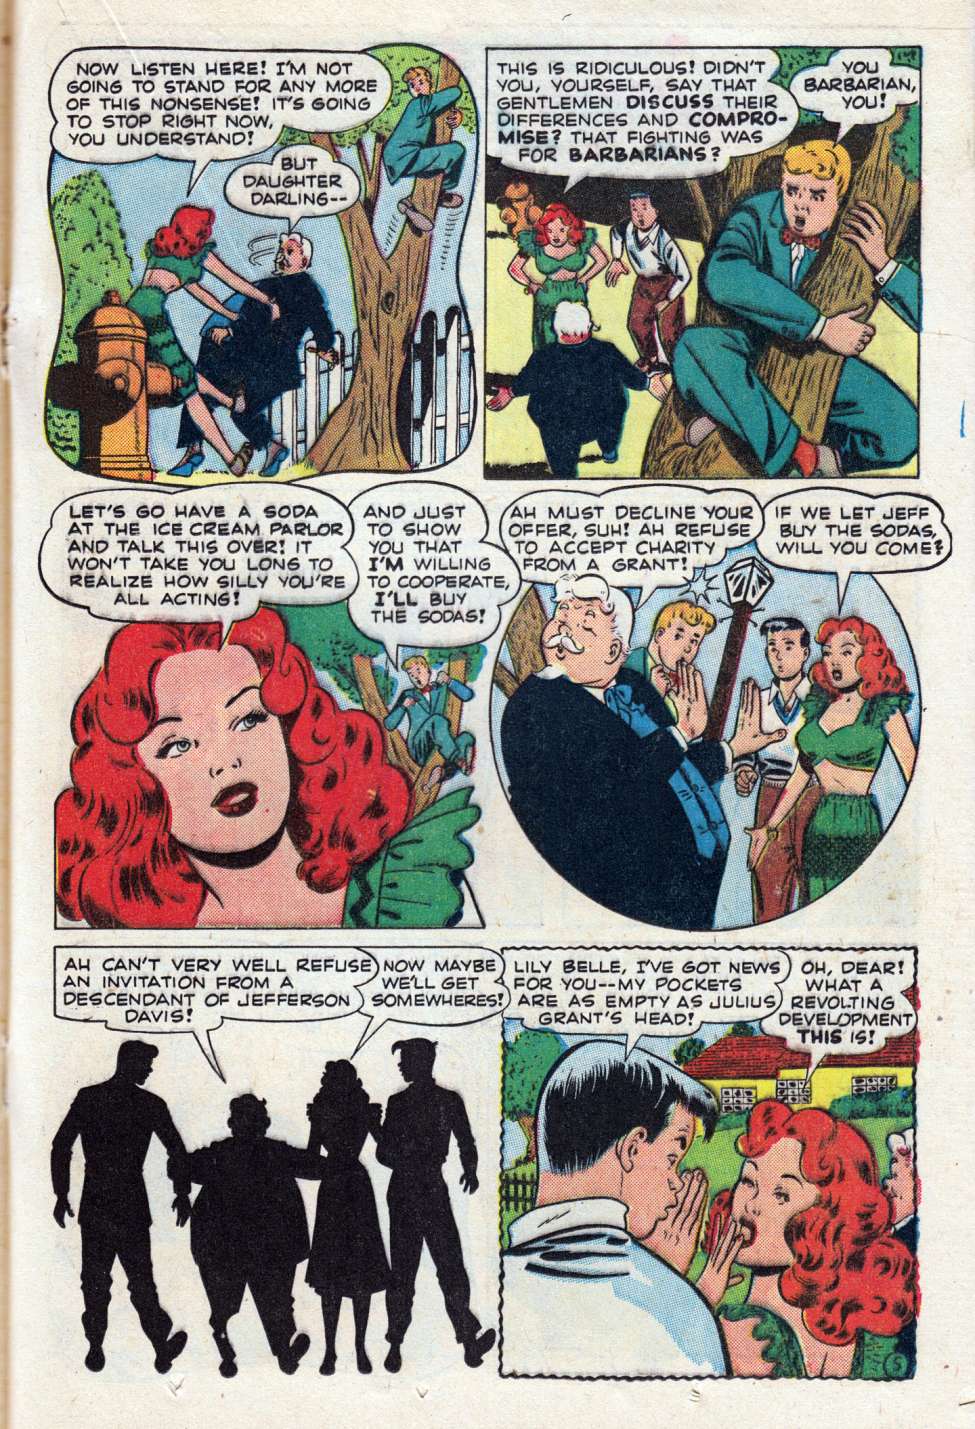 NOW LISTEN HERE! I'M NOT
GOING TO STAND FOR ANY MORE
OF THIS NONSENSE! IT'S GOING
TO STOP RIGHT NOW,
YOU UNDERSTAND!
BUT
DAUGHTER
DARLING--
THIS IS RIDICULOUS! DIDN'T
YOU, YOURSELF, SAY THAT
GENTLEMEN DISCUSS THEIR
DIFFERENCES AND COMPRO-
MISE? THAT FIGHTING WAS
FOR BARBARIANS?
YOU
BARBARIAN,
YOU!
LET'S GO HAVE A SODA
AT THE ICE CREAM PARLOR
AND TALK THIS OVER! IT
WON'T TAKE YOU LONG TO
REALIZE HOW SILLY YOU'RE
ALL ACTING!
AND JUST
TO SHOW
YOU THAT
I'M WILLING
TO COOPERATE,
I'LL BUY
THE SODAS!
AH MUST DECLINE YOUR
OFFER, SUH! AH REFUSE
TO ACCEPT CHARITY
FROM A GRANT!
IF WE LET JEFF
BUY THE SODAS,
WILL YOU COME?
AH CAN'T VERY WELL REFUSE
AN INVITATION FROM A
DESCENDANT OF JEFFERSON
DAVIS!
NOW MAYBE
WE'LL GET
SOMEWHERES!
LILY BELLE, I'VE GOT NEWS
FOR YOU--MY POCKETS
ARE AS EMPTY AS JULIUS
GRANT'S HEAD!
OH, DEAR!
WHAT A
REVOLTING
DEVELOPMENT
THIS IS!
5